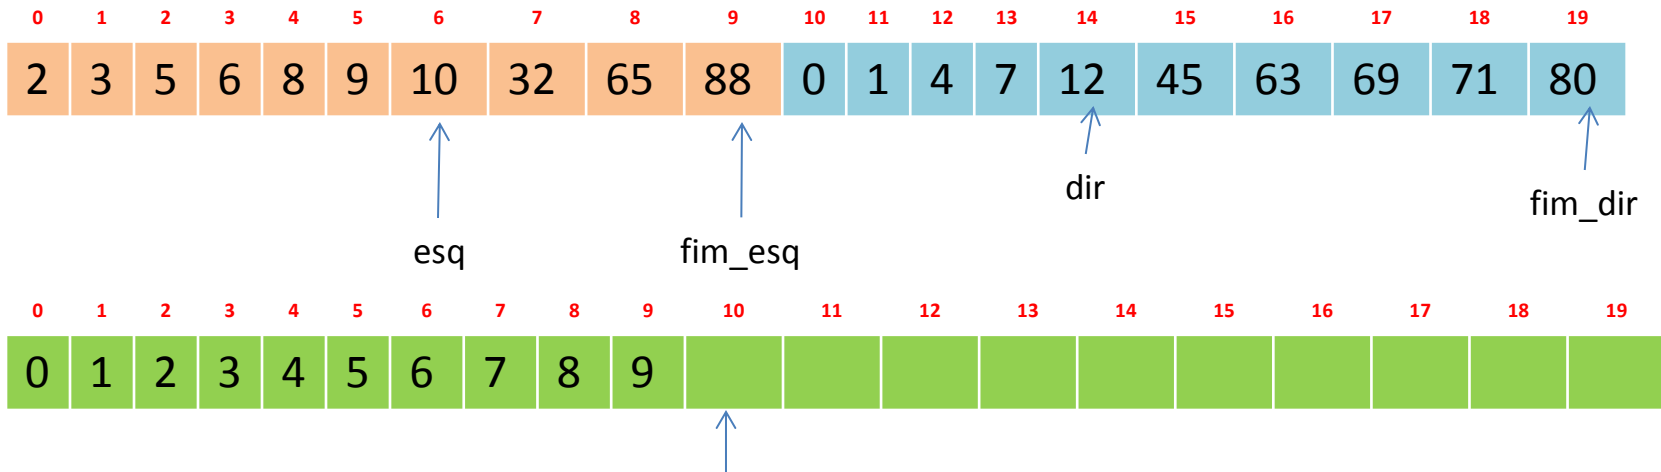 0 1 2 3 4 5 6 7 8 9 10 11 12 13 14 15 16 17 18 19
2 3 5 6 8 9 10 32 65 88 0 1 4 7 12 45 63 69 71 80
dir
fim_dir
esq fim_esq
0 1 2 3 4 5 6 7 8 9 10 11 12 13 14 15 16 17 18 19
0 1 2 3 4 5 6 7 8 9